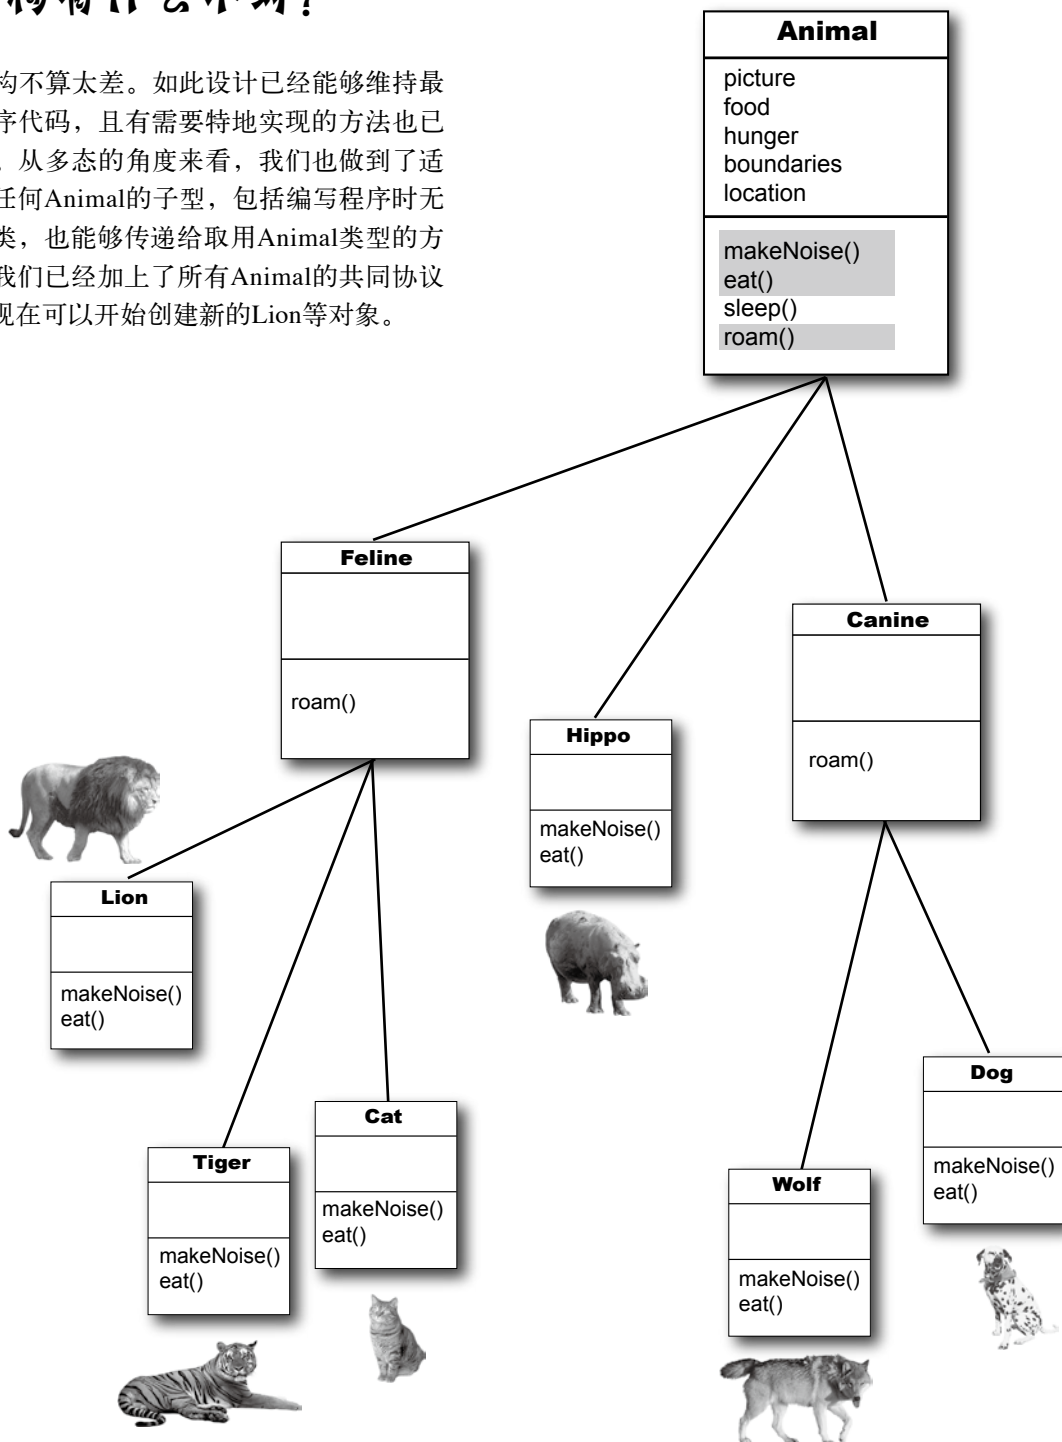 构有什么不对？
构不算太差。如此设计已经能够维持最
序代码，且有需要特地实现的方法也已
。从多态的角度来看，我们也做到了适
任何Animal的子型，包括编写程序时无
类，也能够传递给取用Animal类型的方
我们已经加上了所有Animal的共同协议
现在可以开始创建新的Lion等对象。
Animal
picture
food
hunger
boundaries
location
makeNoise()
eat()
sleep()
roam()
Feline
roam()
Canine
roam()
Hippo
makeNoise()
eat()
Lion
makeNoise()
eat()
Dog
makeNoise()
eat()
Cat
makeNoise()
eat()
Tiger
makeNoise()
eat()
Wolf
makeNoise()
eat()